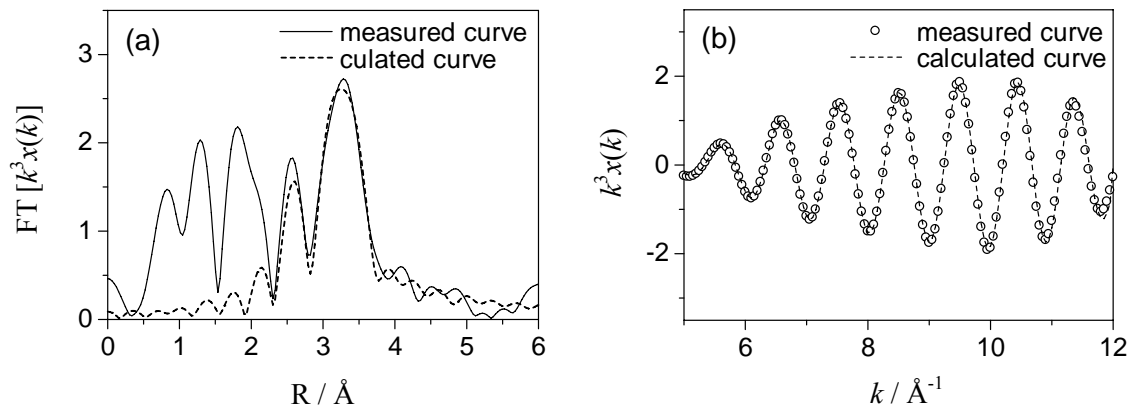 (a)
measured curve
culated curve
FT [k³x(k)]
3
2
1
0
0 1 2 3 4 5 6
R / Å
(b)
measured curve
calculated curve
k³x(k)
2
0
-2
6 8 10 12
k / Å⁻¹